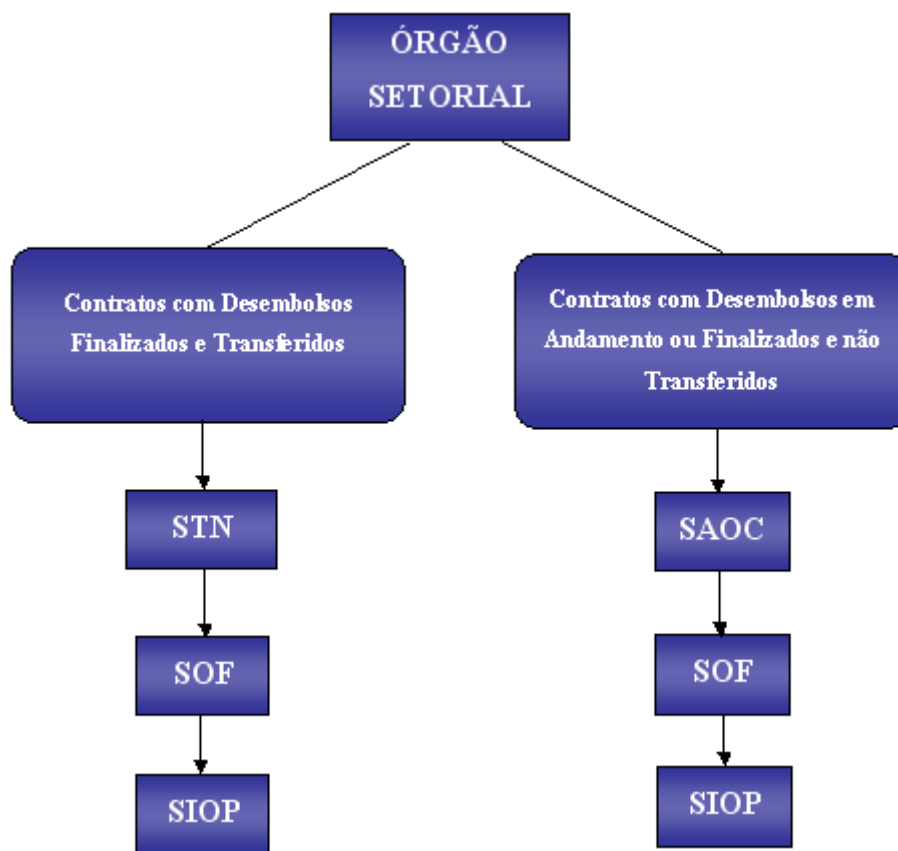 ÓRGÃO
SETORIAL
Contratos com Desembolsos
Finalizados e Transferidos
Contratos com Desembolsos em
Andamento ou Finalizados e não
Transferidos
STN
SAOC
SOF
SOF
SIOP
SIOP